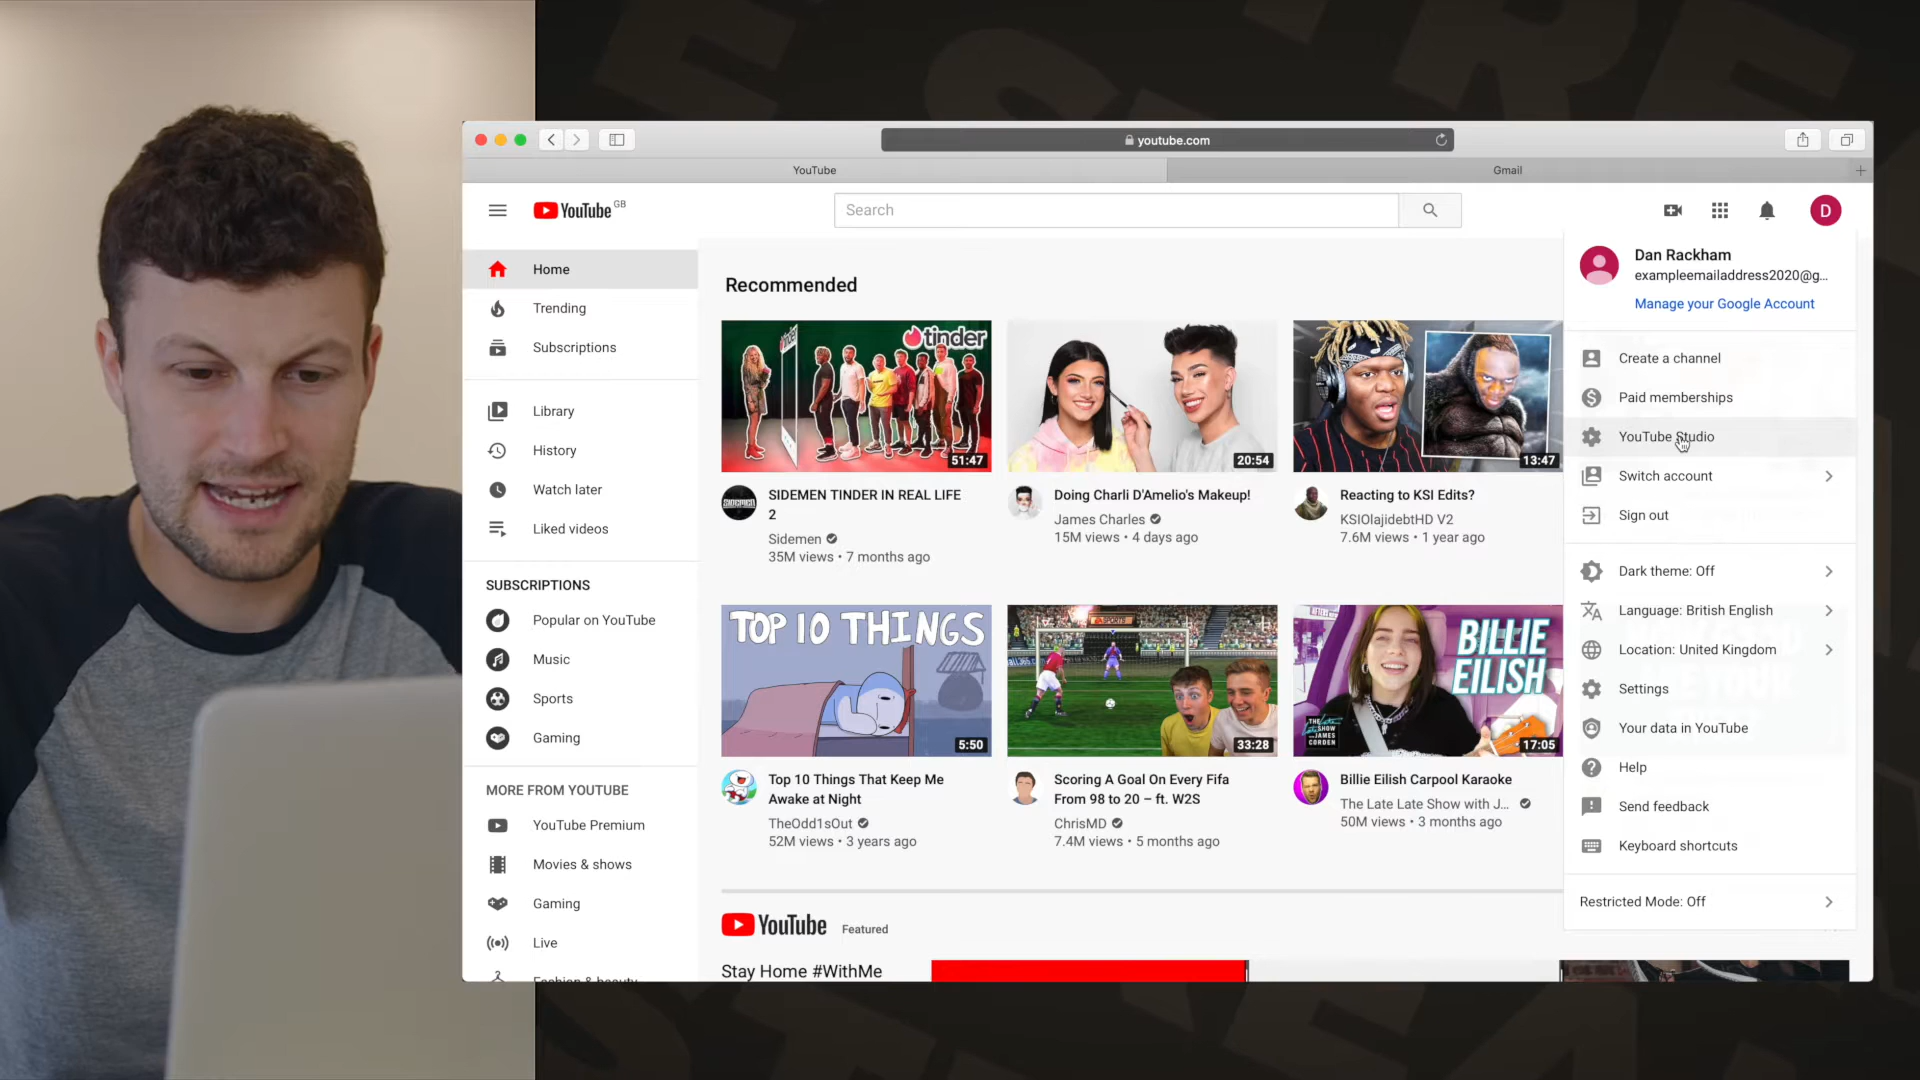 youtube.com
YouTube
Gmail
YouTube GB
Search
D
Home
Trending
Subscriptions
Library
History
Watch later
Liked videos
SUBSCRIPTIONS
Popular on YouTube
Music
Sports
Gaming
MORE FROM YOUTUBE
YouTube Premium
Movies & shows
Gaming
Live
Fashion & beauty
Recommended
tinder
51:47
SIDEMEN TINDER IN REAL LIFE
2
Sidemen
35M views • 7 months ago
20:54
Doing Charli D'Amelio's Makeup!
James Charles
15M views • 4 days ago
13:47
Reacting to KSI Edits?
KSIOlajidebtHD V2
7.6M views • 1 year ago
TOP 10 THINGS
5:50
Top 10 Things That Keep Me
Awake at Night
TheOdd1sOut
52M views • 3 years ago
33:28
Scoring A Goal On Every Fifa
From 98 to 20 – ft. W2S
ChrisMD
7.4M views • 5 months ago
BILLIE
EILISH
THE LATE LATE
SHOW WITH
JAMES
CORDEN
17:05
Billie Eilish Carpool Karaoke
The Late Late Show with J...
50M views • 3 months ago
YouTube Featured
Stay Home #WithMe
Dan Rackham
exampleemailaddress2020@g...
Manage your Google Account
Create a channel
Paid memberships
YouTube Studio
Switch account
Sign out
Dark theme: Off
Language: British English
Location: United Kingdom
Settings
Your data in YouTube
Help
Send feedback
Keyboard shortcuts
Restricted Mode: Off